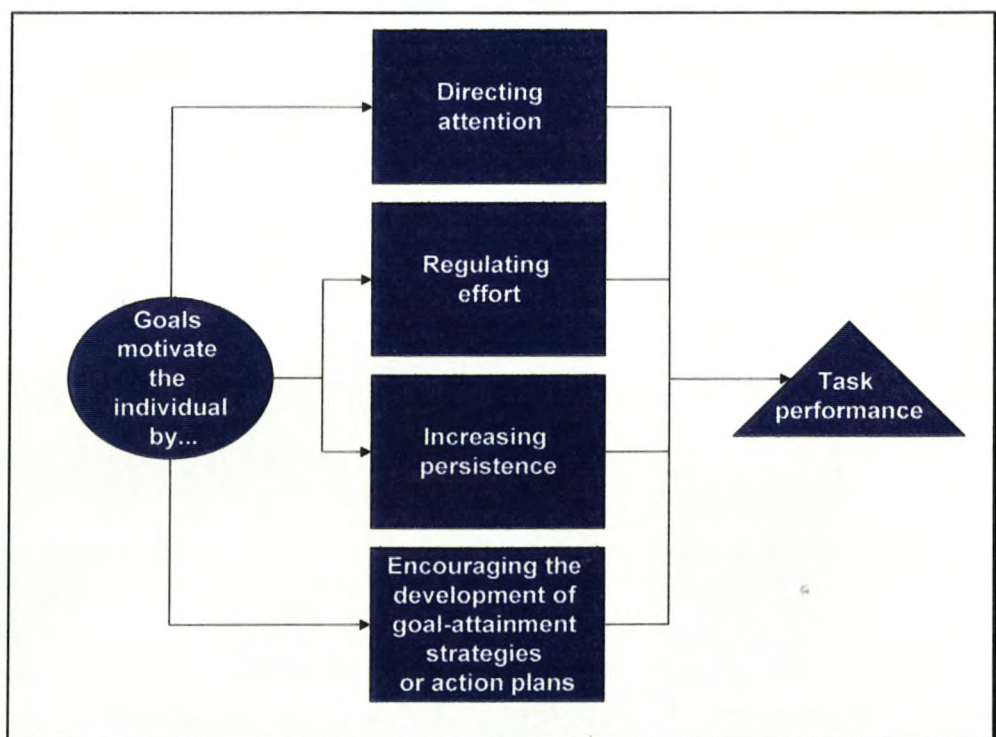 Directing
attention
Regulating
effort
Goals
motivate
the
individual
by...
Increasing
persistence
Task
performance
Encouraging the
development of
goal-attainment
strategies
or action plans